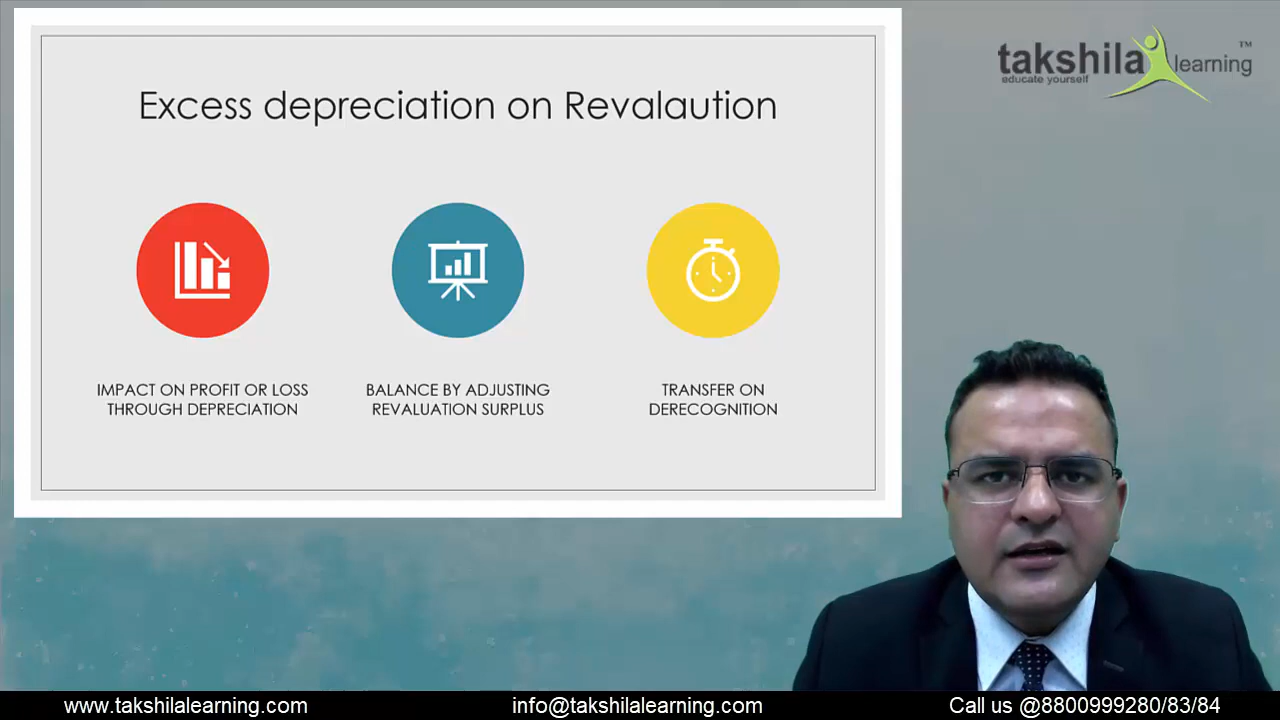 Excess depreciation on Revalaution
IMPACT ON PROFIT OR LOSS
THROUGH DEPRECIATION
BALANCE BY ADJUSTING
REVALUATION SURPLUS
TRANSFER ON
DERECOGNITION
takshila learning ™
educate yourself
www.takshilalearning.com
info@takshilalearning.com
Call us @8800999280/83/84